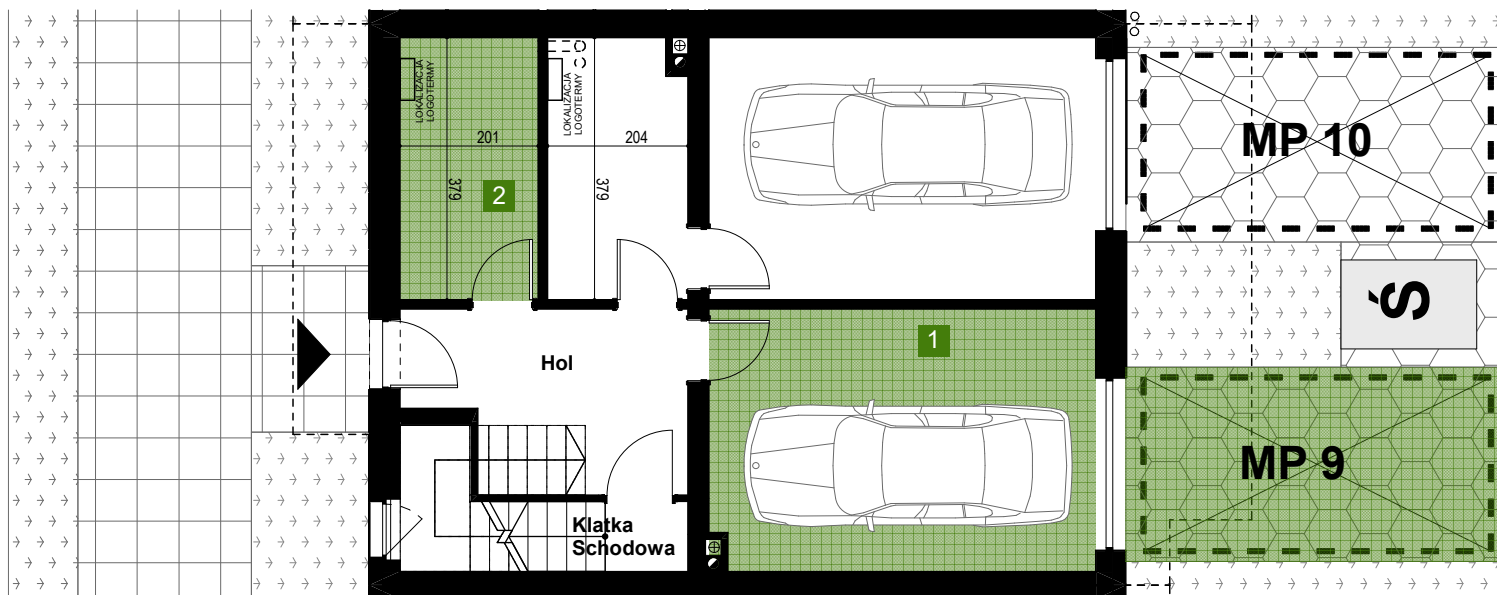 LOKALIZACJA
LOGOTERMY
201
379
2
LOKALIZACJA
LOGOTERMY
204
379
MP 10
Ś
1
Hol
MP 9
Klatka
Schodowa